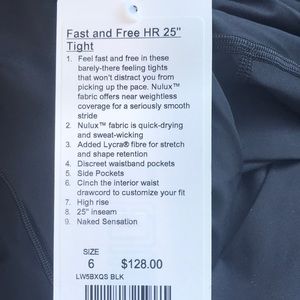 Fast and Free HR 25"
Tight
1. Feel fast and free in these
barely-there feeling tights
that won't distract you from
picking up the pace. Nulux™
fabric offers near weightless
coverage for a seriously smooth
stride
2. Nulux™ fabric is quick-drying
and sweat-wicking
3. Added Lycra® fibre for stretch
and shape retention
4. Discreet waistband pockets
5. Side Pockets
6. Cinch the interior waist
drawcord to customize your fit
7. High rise
8. 25" inseam
9. Naked Sensation
SIZE
6 $128.00
LW5BXQS BLK